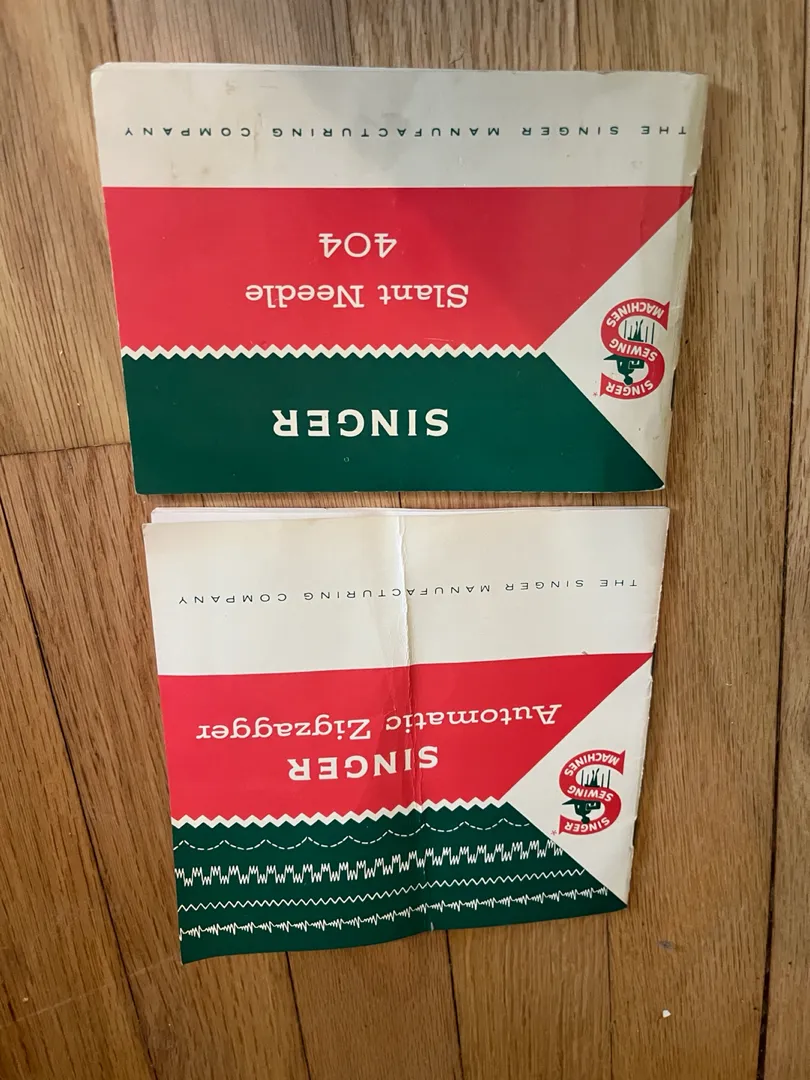 SINGER
Slant Needle
404
THE SINGER MANUFACTURING COMPANY
SINGER
SEWING
MACHINES
SINGER
Automatic Zigzagger
THE SINGER MANUFACTURING COMPANY
SINGER
SEWING
MACHINES